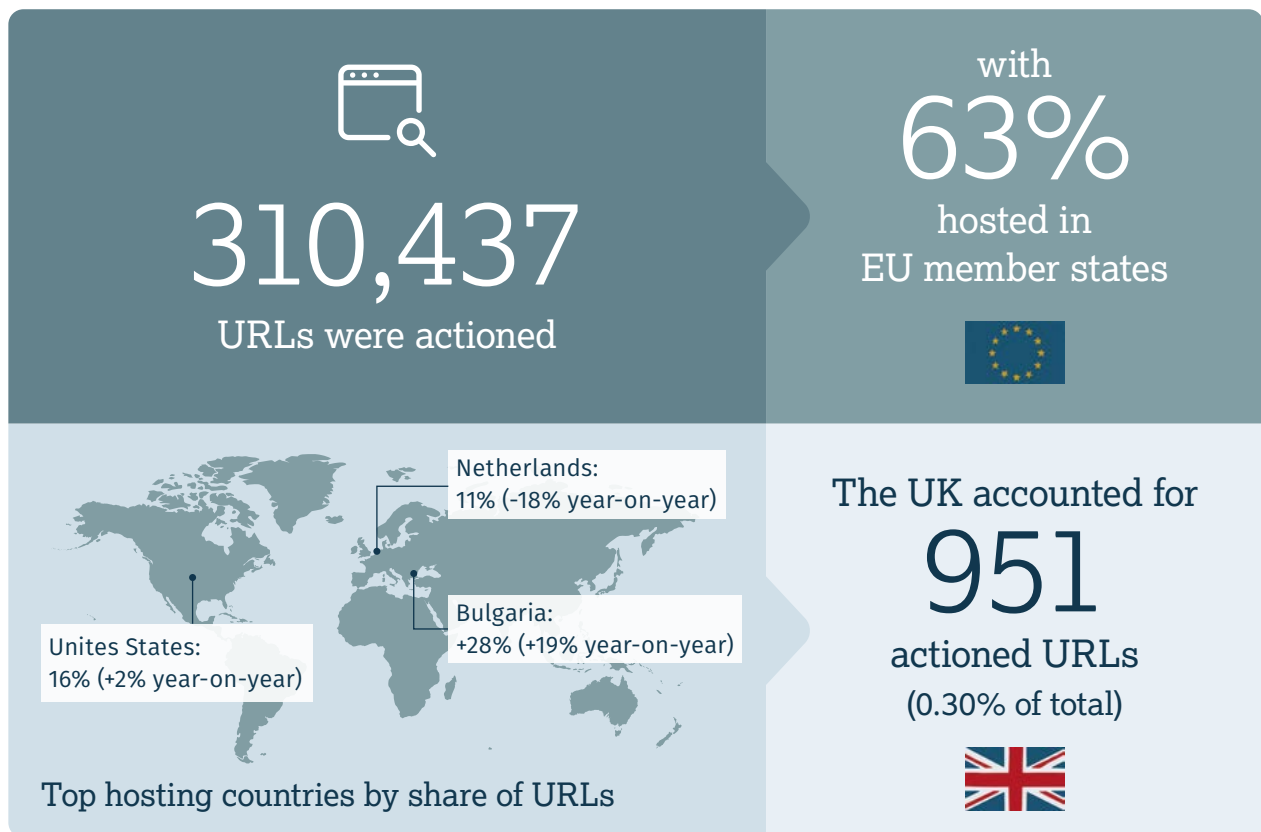 310,437
URLs were actioned
with
63%
hosted in
EU member states
Netherlands:
11% (-18% year-on-year)
Bulgaria:
+28% (+19% year-on-year)
Unites States:
16% (+2% year-on-year)
Top hosting countries by share of URLs
The UK accounted for
951
actioned URLs
(0.30% of total)